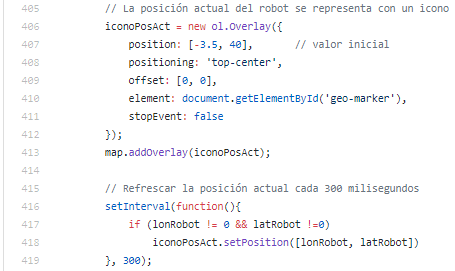 405 // La posición actual del robot se representa con un icono
406 iconoPosAct = new ol.Overlay({
407 position: [-3.5, 40], // valor inicial
408 positioning: 'top-center',
409 offset: [0, 0],
410 element: document.getElementById('geo-marker'),
411 stopEvent: false
412 });
413 map.addOverlay(iconoPosAct);
414
415 // Refrescar la posición actual cada 300 milisegundos
416 setInterval(function(){
417 if (lonRobot != 0 && latRobot !=0)
418 iconoPosAct.setPosition([lonRobot, latRobot])
419 }, 300);